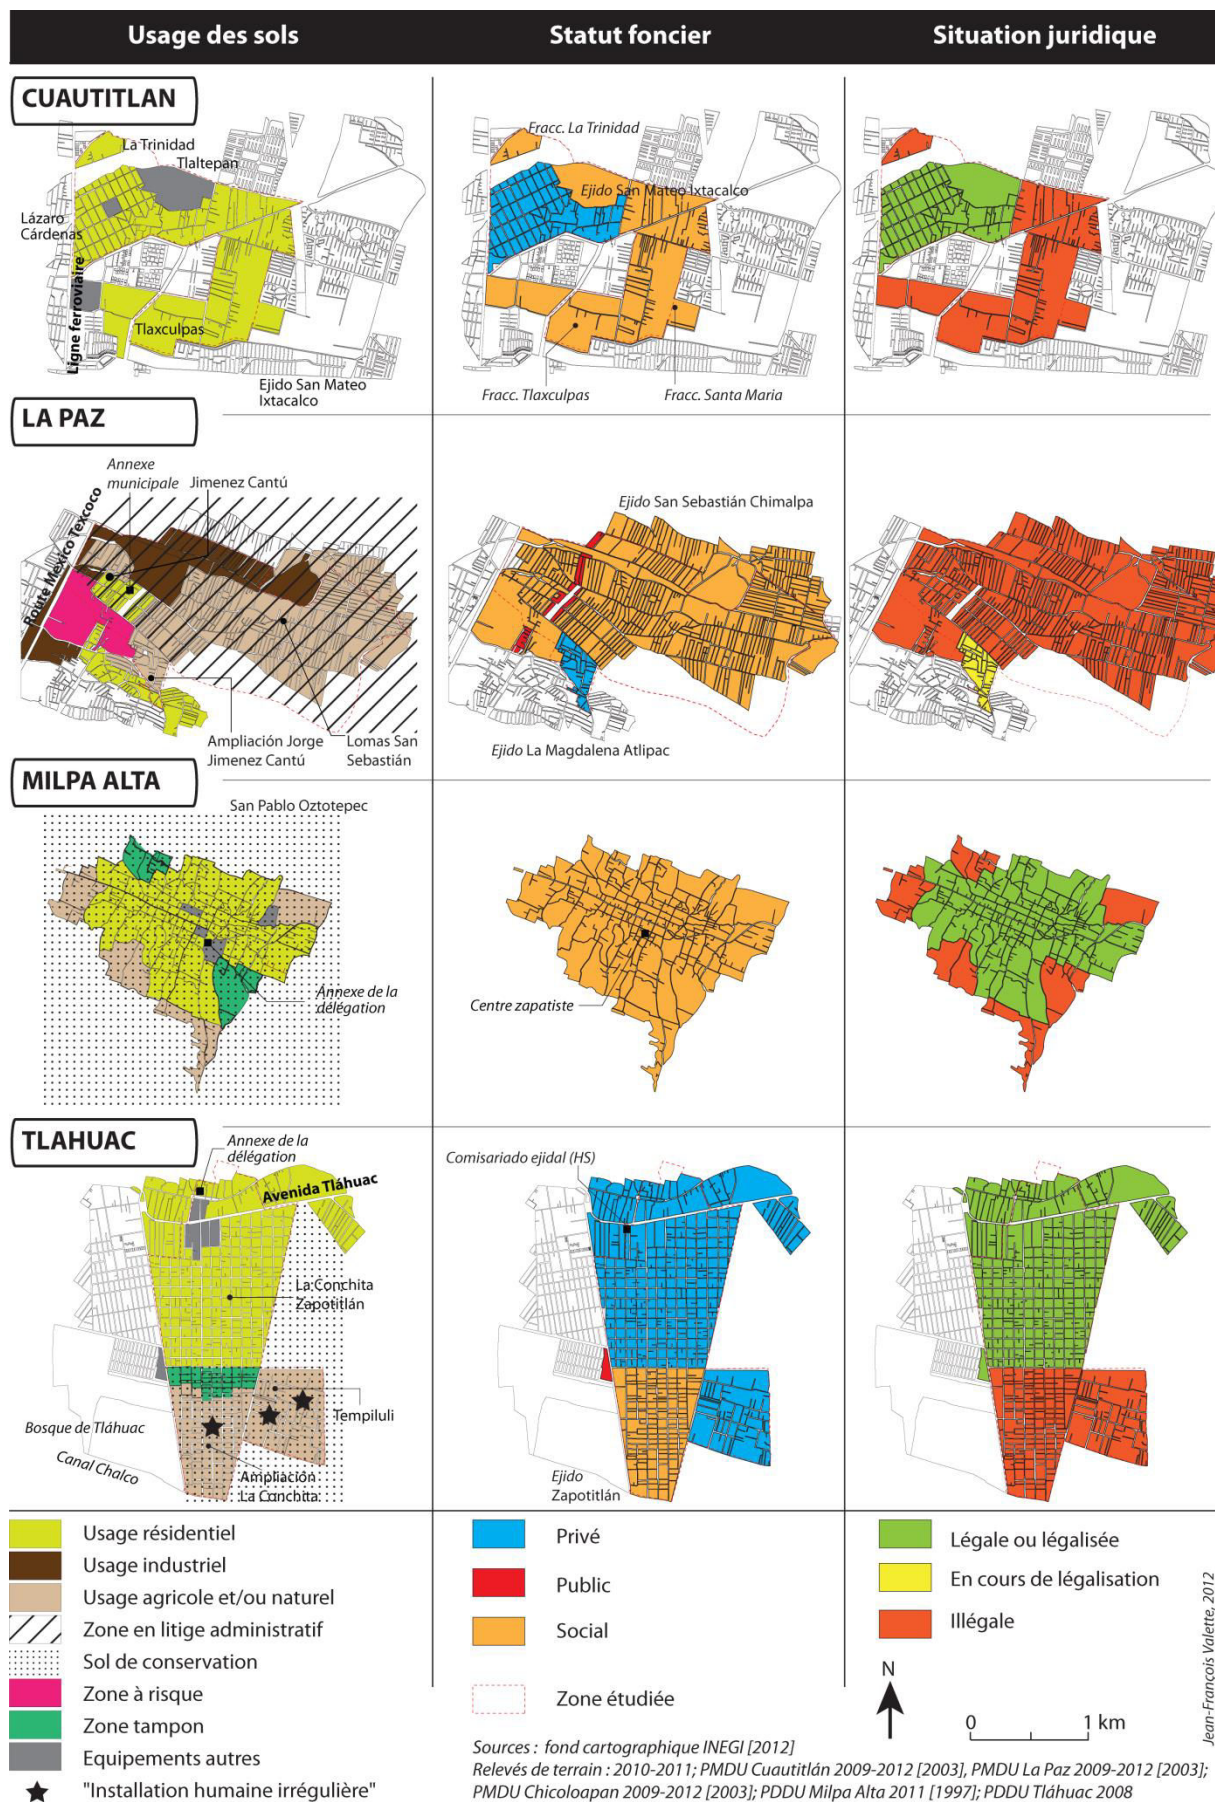 Usage des sols
Statut foncier
Situation juridique
CUAUTITLAN
La Trinidad
Tlaltepan
Lázaro
Cárdenas
Ligne ferroviaire
Tlaxculpas
Ejido San Mateo
Ixtacalco
Fracc. La Trinidad
Ejido San Mateo Ixtacalco
Fracc. Tlaxculpas
Fracc. Santa Maria
LA PAZ
Annexe
municipale
Jimenez Cantú
Route Mexico Texcoco
Ampliación Jorge
Jimenez Cantú
Lomas San
Sebastián
Ejido San Sebastián Chimalpa
Ejido La Magdalena Atlipac
MILPA ALTA
San Pablo Oztotepec
Annexe de la
délégation
Centre zapatiste
TLAHUAC
Annexe de la
délégation
Avenida Tláhuac
La Conchita
Zapotitlán
Tempiluli
Bosque de Tláhuac
Canal Chalco
Ampliación
La Conchita
Comisariado ejidal (HS)
Ejido
Zapotitlán
Usage résidentiel
Usage industriel
Usage agricole et/ou naturel
Zone en litige administratif
Sol de conservation
Zone à risque
Zone tampon
Equipements autres
"Installation humaine irrégulière"
Privé
Public
Social
Zone étudiée
Légale ou légalisée
En cours de légalisation
Illégale
N
0 1 km
Jean-François Valette, 2012
Sources : fond cartographique INEGI [2012]
Relevés de terrain : 2010-2011; PMDU Cuautitlán 2009-2012 [2003], PMDU La Paz 2009-2012 [2003];
PMDU Chicoloapan 2009-2012 [2003]; PDDU Milpa Alta 2011 [1997]; PDDU Tláhuac 2008